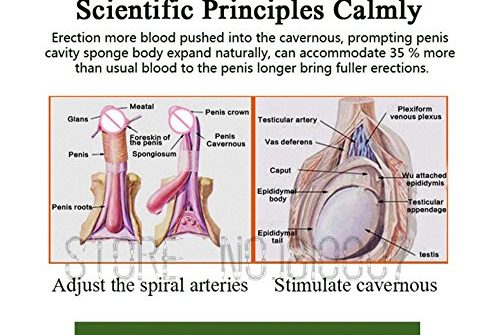 Scientific Principles Calmly
Erection more blood pushed into the cavernous, prompting penis
cavity sponge body expand naturally, can accommodate 35 % more
than usual blood to the penis longer bring fuller erections.
Meatal
Glans
Penis crown
Foreskin of
the penis
Penis
Cavernous
Spongiosum
Penis
Penis roots
Testicular artery
Plexiform
venous plexus
Vas deferens
Caput
Wu attached
epididymis
Epididymal
body
Testicular
appendage
Epididymal
tail
testis
Adjust the spiral arteries
Stimulate cavernous